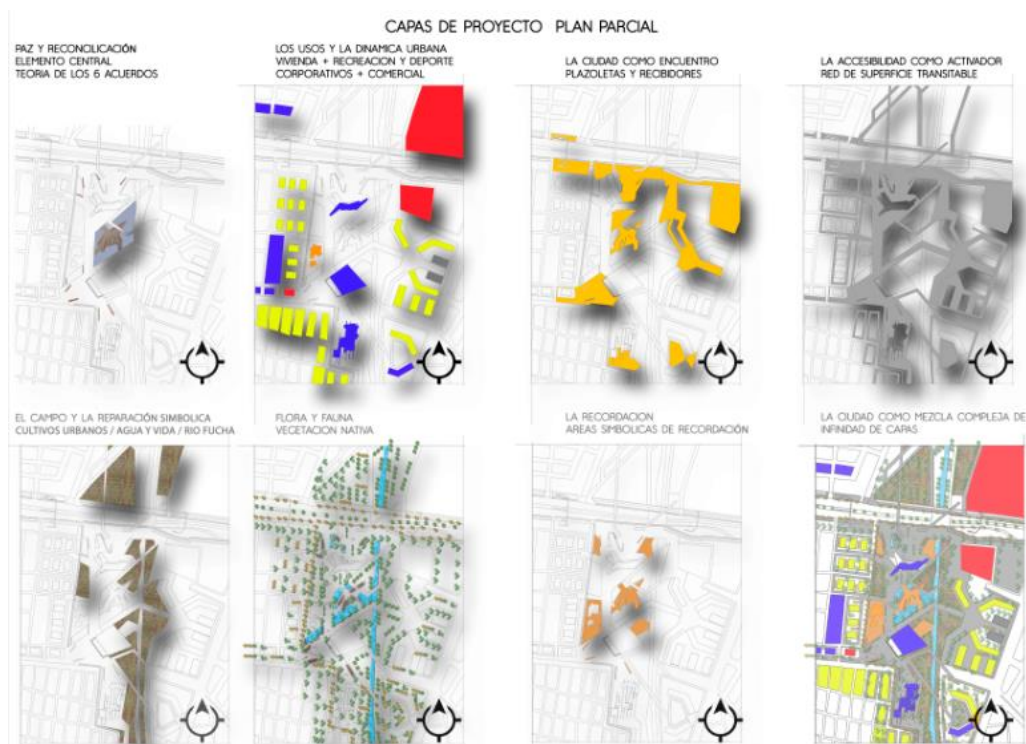 CAPAS DE PROYECTO PLAN PARCIAL
PAZ Y RECONCILICACIÓN
ELEMENTO CENTRAL
TEORIA DE LOS 6 ACUERDOS
LOS USOS Y LA DINAMICA URBANA
VIVIENDA + RECREACION Y DEPORTE
CORPORATIVOS + COMERCIAL
LA CIUDAD COMO ENCUENTRO
PLAZOLETAS Y RECIBIDORES
LA ACCESIBILIDAD COMO ACTIVADOR
RED DE SUPERFICIE TRANSITABLE
EL CAMPO Y LA REPARACIÓN SIMBOLICA
CULTIVOS URBANOS / AGUA Y VIDA / RIO FUCHA
FLORA Y FAUNA
VEGETACION NATIVA
LA RECORDACION
AREAS SIMBOLICAS DE RECORDACIÓN
LA CIUDAD COMO MEZCLA COMPLEJA DE
INFINIDAD DE CAPAS